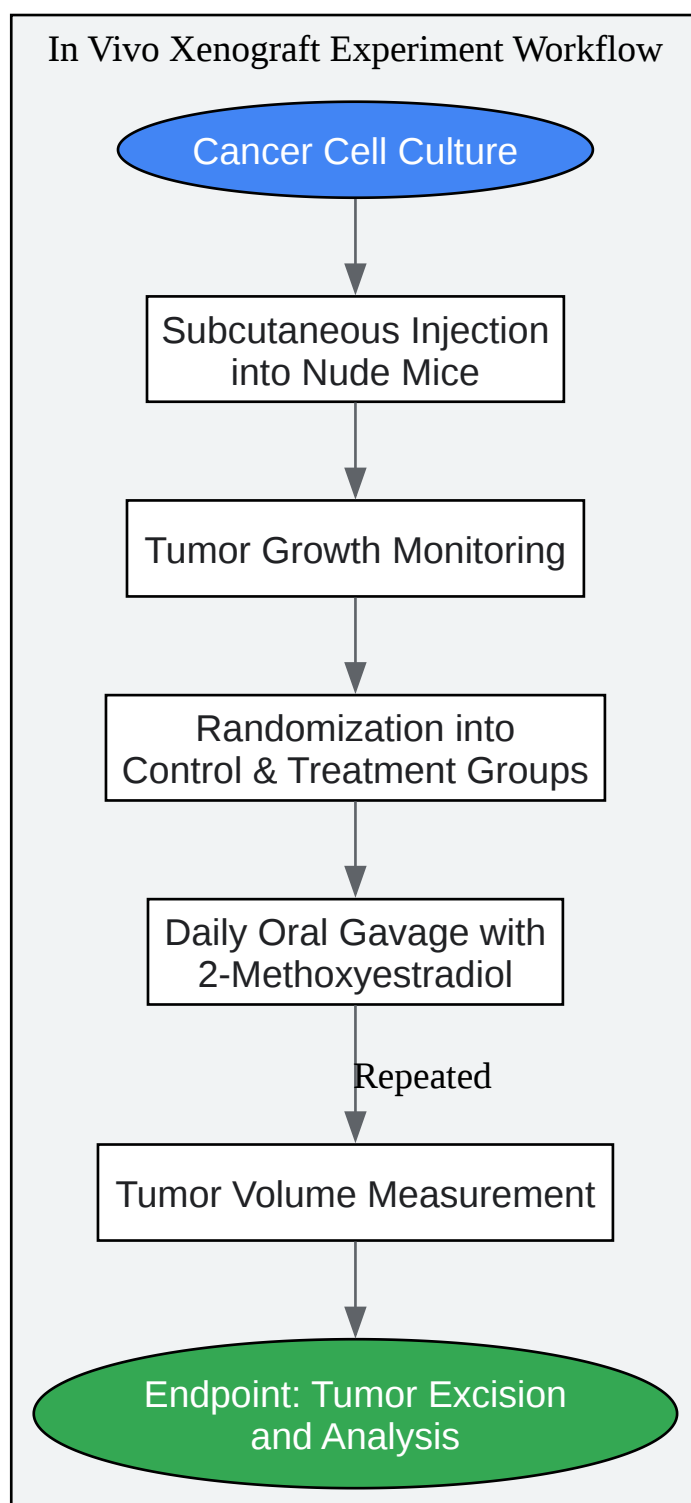 In Vivo Xenograft Experiment Workflow
Cancer Cell Culture
Subcutaneous Injection
into Nude Mice
Tumor Growth Monitoring
Randomization into
Control & Treatment Groups
Daily Oral Gavage with
2-Methoxyestradiol
Repeated
Tumor Volume Measurement
Endpoint: Tumor Excision
and Analysis